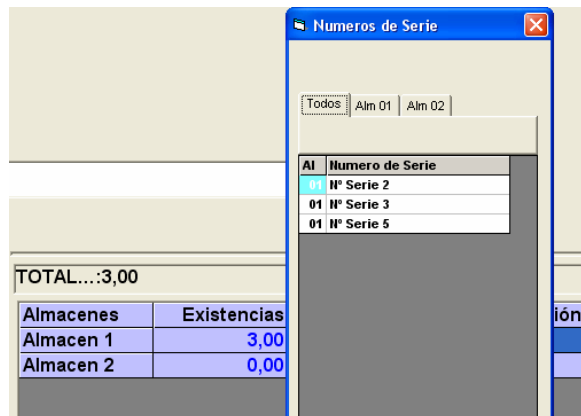 Numeros de Serie
Todos Alm 01 Alm 02
Al Numero de Serie
01 Nº Serie 2
01 Nº Serie 3
01 Nº Serie 5
TOTAL...:3,00
Almacenes Existencias ión
Almacen 1 3,00
Almacen 2 0,00